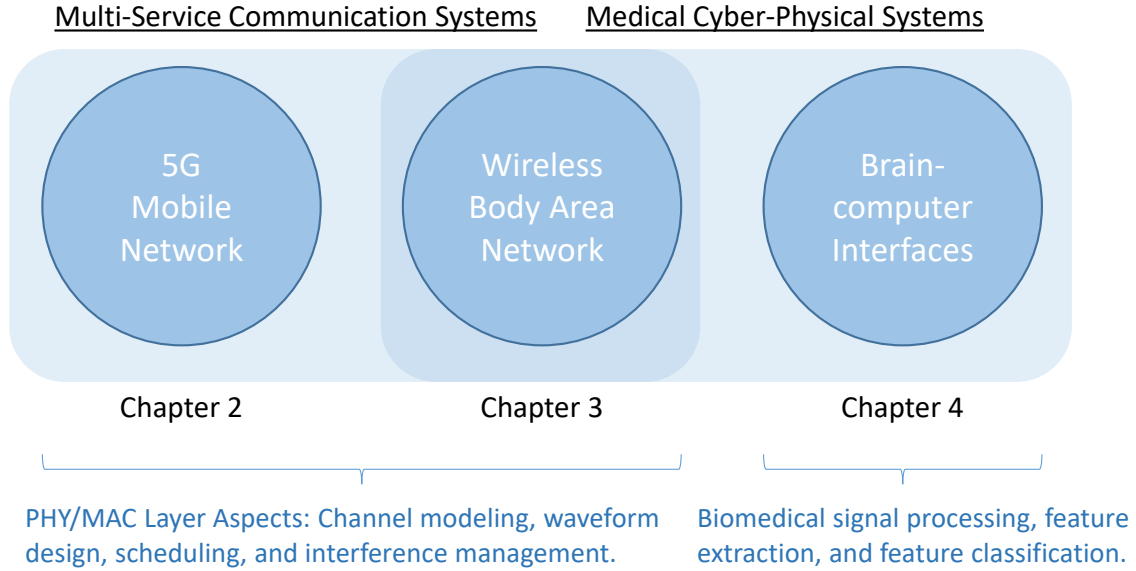 Multi-Service Communication Systems
Medical Cyber-Physical Systems
5G
Mobile
Network
Wireless
Body Area
Network
Brain-
computer
Interfaces
Chapter 2
Chapter 3
Chapter 4
PHY/MAC Layer Aspects: Channel modeling, waveform
design, scheduling, and interference management.
Biomedical signal processing, feature
extraction, and feature classification.